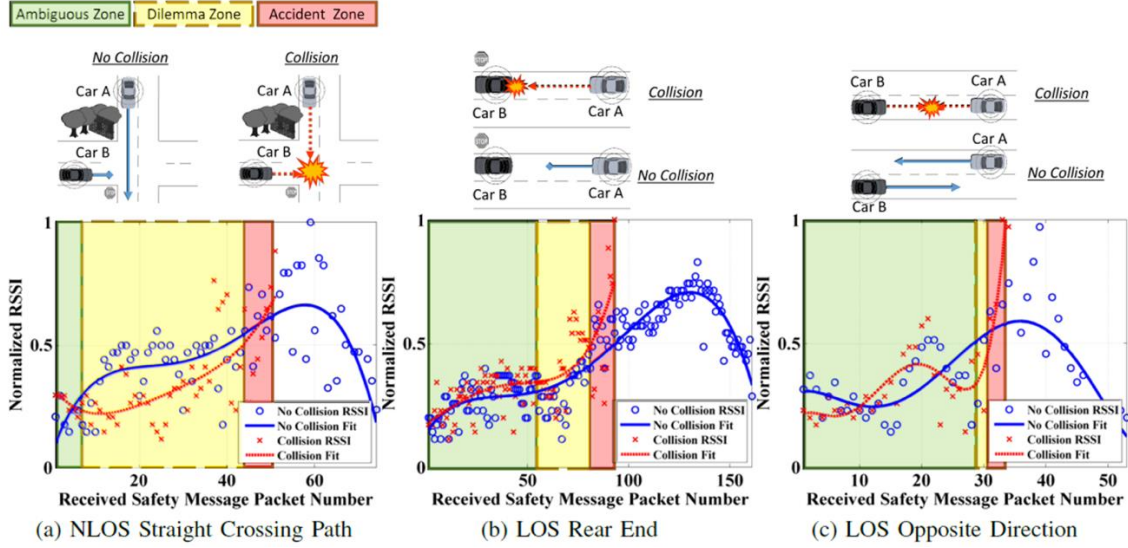 Ambiguous Zone Dilemma Zone Accident Zone
No Collision
Collision
Car A
Car B
STOP
Car A
Car B
STOP
STOP
Car B
Car A
Collision
STOP
Car B
Car A
No Collision
Collision
Car B
Car A
Car A
No Collision
Car B
Normalized RSSI
1
0.5
0
20
40
60
No Collision RSSI
No Collision Fit
Collision RSSI
Collision Fit
Received Safety Message Packet Number
(a) NLOS Straight Crossing Path
Normalized RSSI
1
0.5
0
50
100
150
No Collision RSSI
No Collision Fit
Collision RSSI
Collision Fit
Received Safety Message Packet Number
(b) LOS Rear End
Normalized RSSI
1
0.5
0
10
20
30
40
50
No Collision RSSI
No Collision Fit
Collision RSSI
Collision Fit
Received Safety Message Packet Number
(c) LOS Opposite Direction